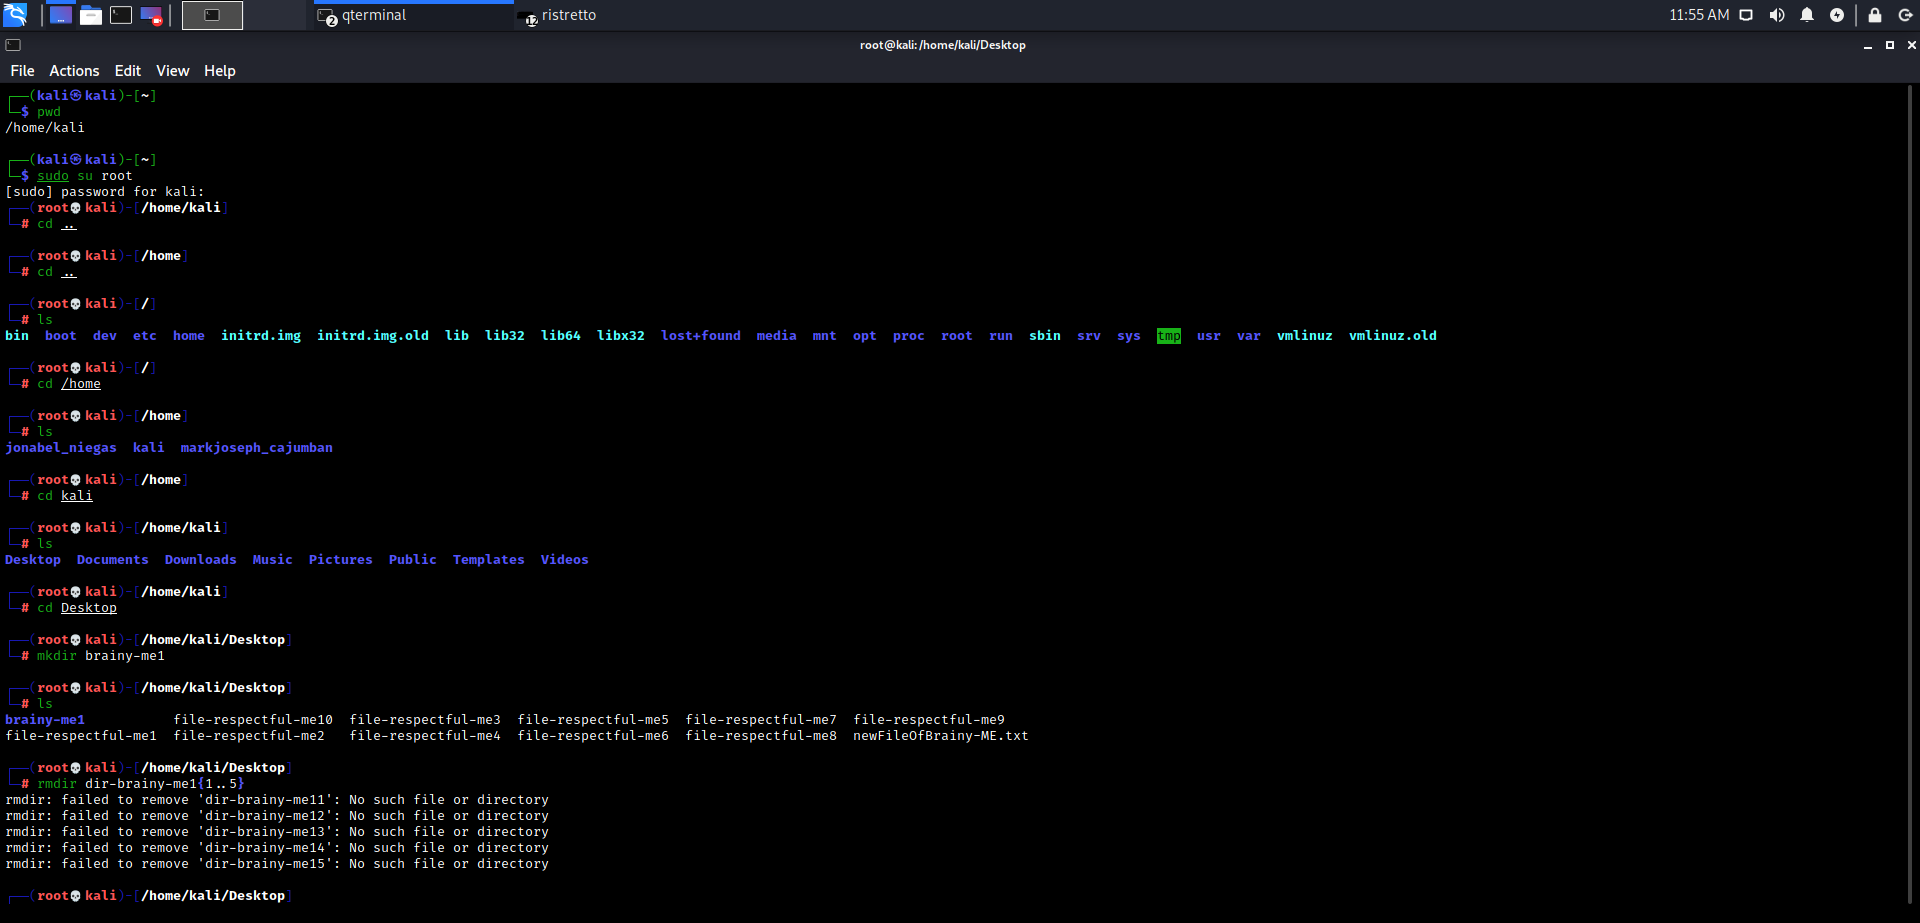 2 qterminal
12 ristretto
11:55 AM
root@kali: /home/kali/Desktop
File Actions Edit View Help
┌──(kali㉿kali)-[~]
└─$ pwd
/home/kali
┌──(kali㉿kali)-[~]
└─$ sudo su root
[sudo] password for kali:
┌──(root💀kali)-[/home/kali]
└─# cd ..
┌──(root💀kali)-[/home]
└─# cd ..
┌──(root💀kali)-[/]
└─# ls
bin boot dev etc home initrd.img initrd.img.old lib lib32 lib64 libx32 lost+found media mnt opt proc root run sbin srv sys tmp usr var vmlinuz vmlinuz.old
┌──(root💀kali)-[/]
└─# cd /home
┌──(root💀kali)-[/home]
└─# ls
jonabel_niegas kali markjoseph_cajumban
┌──(root💀kali)-[/home]
└─# cd kali
┌──(root💀kali)-[/home/kali]
└─# ls
Desktop Documents Downloads Music Pictures Public Templates Videos
┌──(root💀kali)-[/home/kali]
└─# cd Desktop
┌──(root💀kali)-[/home/kali/Desktop]
└─# mkdir brainy-me1
┌──(root💀kali)-[/home/kali/Desktop]
└─# ls
brainy-me1 file-respectful-me10 file-respectful-me3 file-respectful-me5 file-respectful-me7 file-respectful-me9
file-respectful-me1 file-respectful-me2 file-respectful-me4 file-respectful-me6 file-respectful-me8 newFileOfBrainy-ME.txt
┌──(root💀kali)-[/home/kali/Desktop]
└─# rmdir dir-brainy-me1{1..5}
rmdir: failed to remove 'dir-brainy-me11': No such file or directory
rmdir: failed to remove 'dir-brainy-me12': No such file or directory
rmdir: failed to remove 'dir-brainy-me13': No such file or directory
rmdir: failed to remove 'dir-brainy-me14': No such file or directory
rmdir: failed to remove 'dir-brainy-me15': No such file or directory
┌──(root💀kali)-[/home/kali/Desktop]